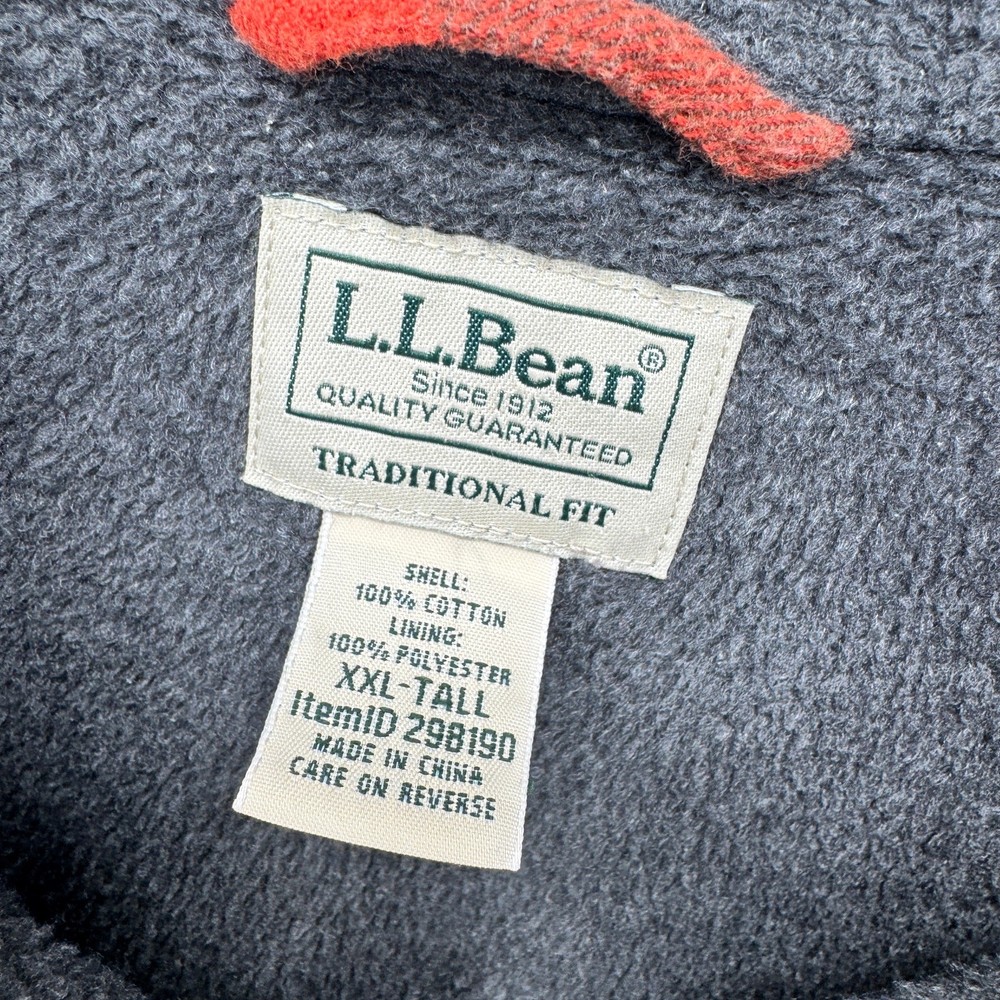 L.L.Bean®
Since 1912
QUALITY GUARANTEED
TRADITIONAL FIT
SHELL:
100% COTTON
LINING:
100% POLYESTER
XXL-TALL
ItemID 298190
MADE IN CHINA
CARE ON REVERSE